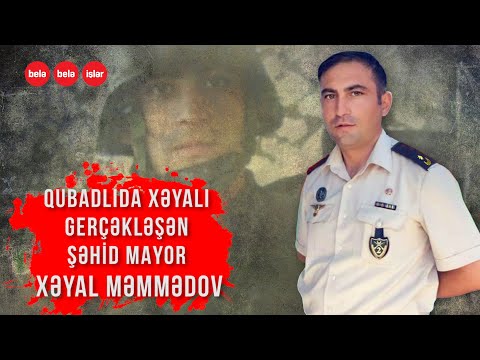 belə belə işlər
QUBADLIDA XƏYALI
GERÇƏKLƏŞƏN
ŞƏHİD MAYOR
XƏYAL MƏMMƏDOV